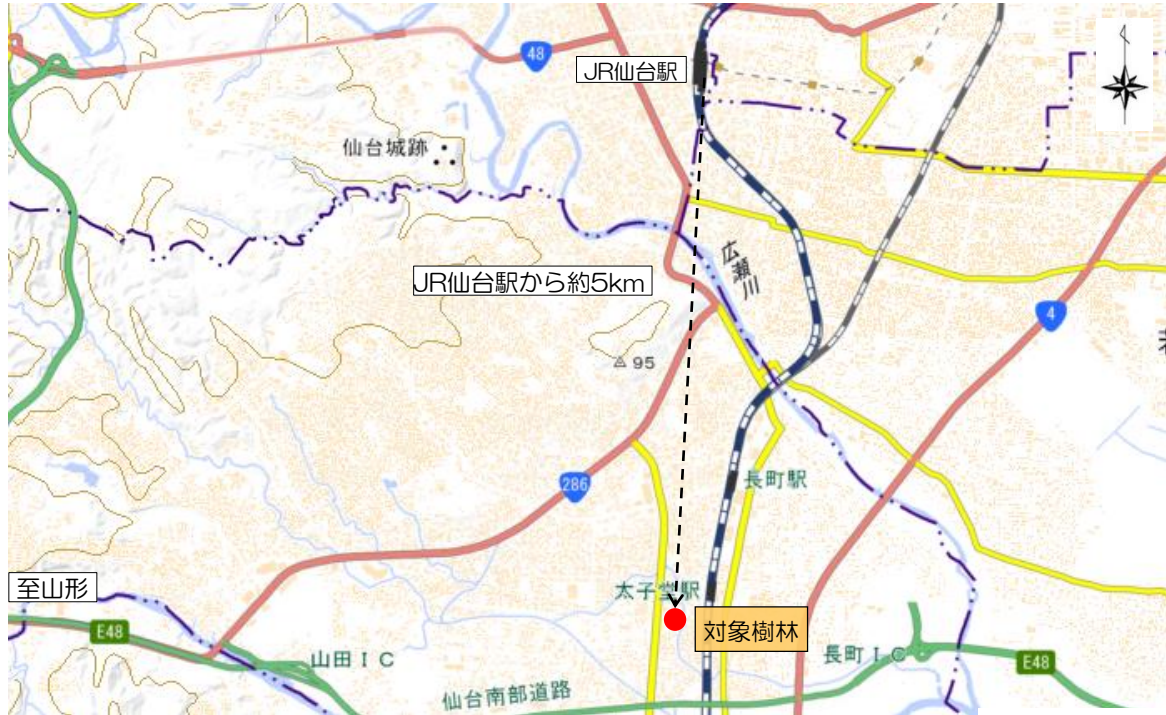 48
JR仙台駅
仙台城跡
広瀬川
JR仙台駅から約5km
4
95
286
長町駅
至山形
太子堂駅
対象樹林
E48
山田IC
長町IC
E48
仙台南部道路